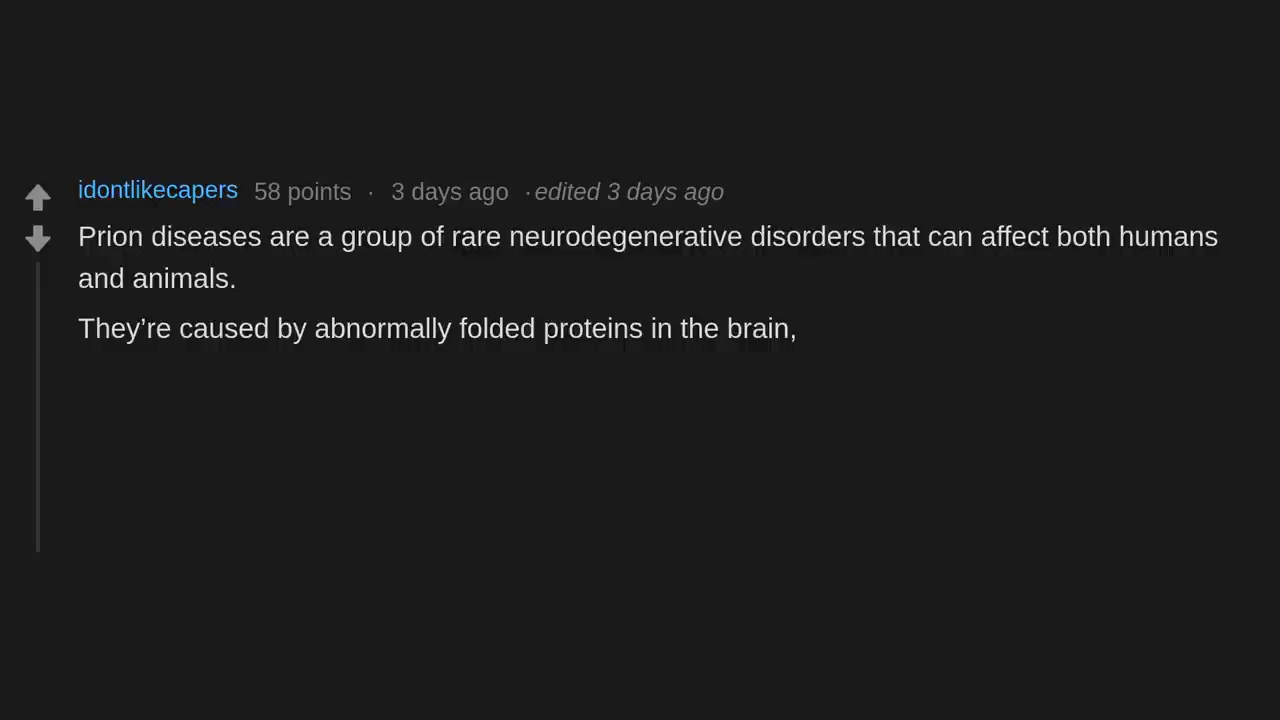 idontlikecapers 58 points · 3 days ago · edited 3 days ago
Prion diseases are a group of rare neurodegenerative disorders that can affect both humans
and animals.
They’re caused by abnormally folded proteins in the brain,